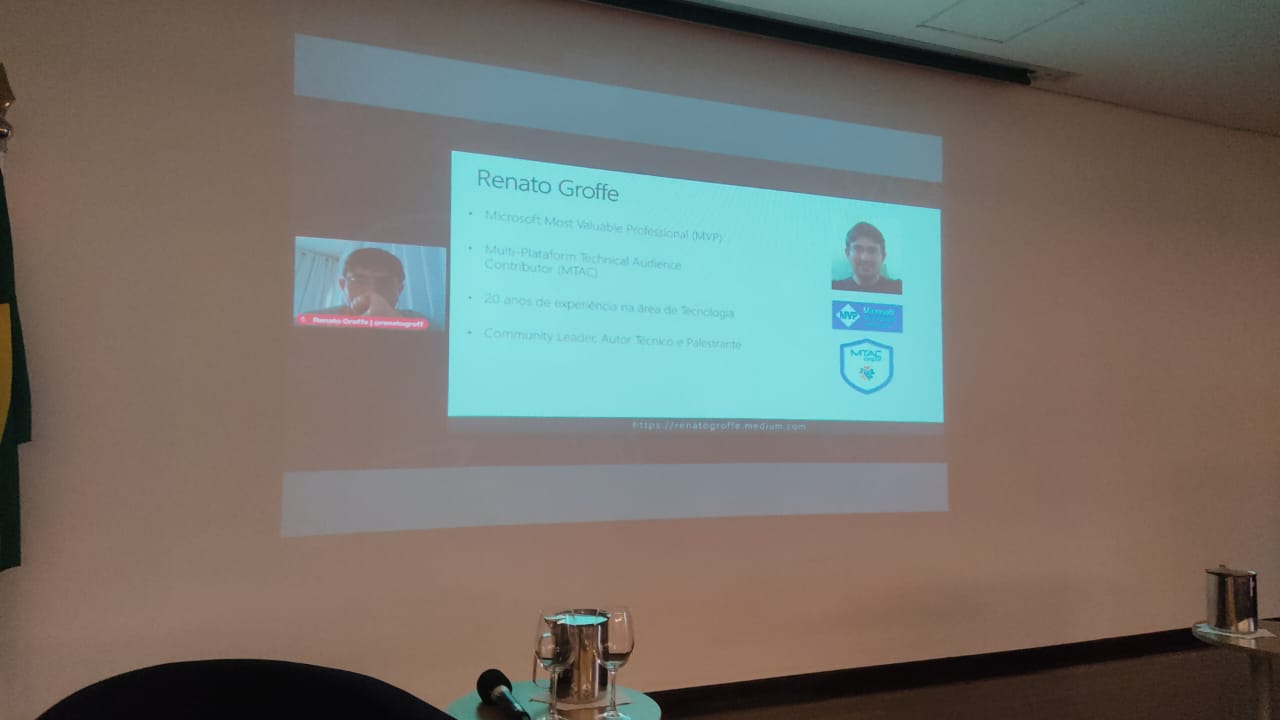 Renato Groffe
• Microsoft Most Valuable Professional (MVP)
• Multi-Plataform Technical Audience
Contributor (MTAC)
• 20 anos de experiência na área de Tecnologia
• Community Leader, Autor Técnico e Palestrante
MVP
Microsoft
MTAC
Renato Groffe | @renatogroff
https://renatogroffe.medium.com